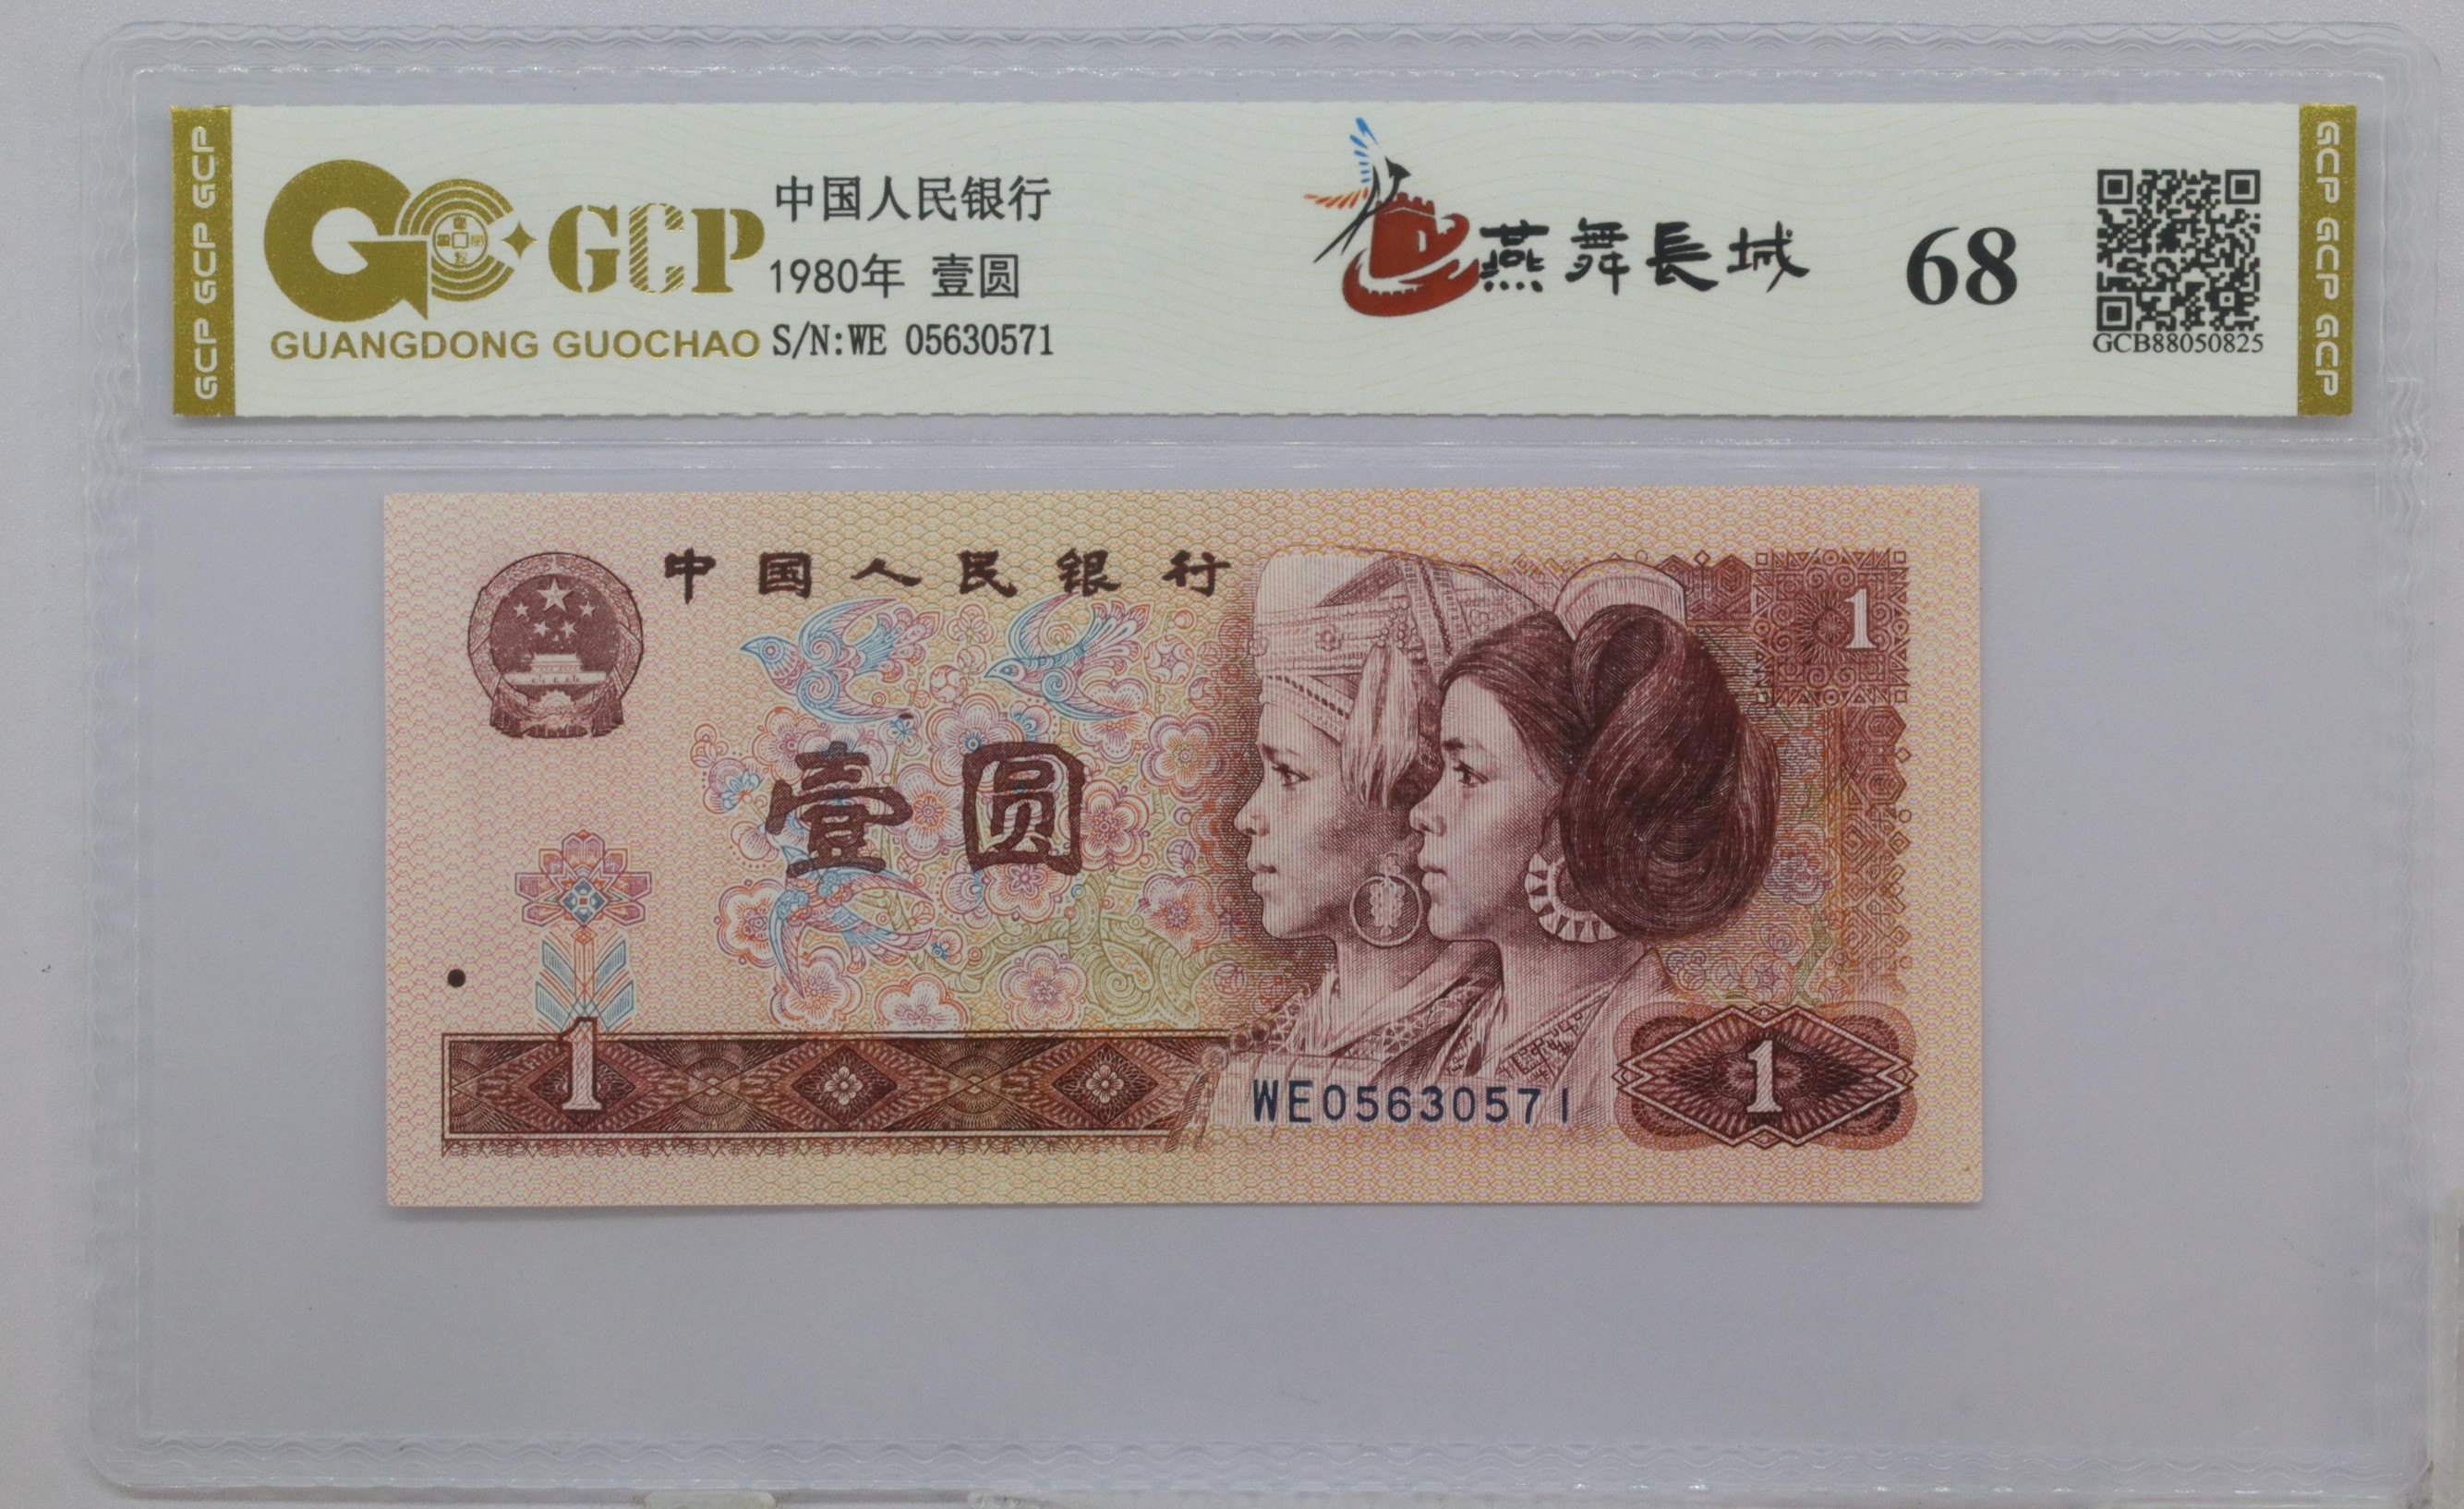 GCP GCP GCP
GCP
GUANGDONG GUOCHAO
中国人民银行
1980年 壹圆
S/N:WE 05630571
燕舞長城
68
GCB88050825
GCP GCP GCP
中国人民银行
1
壹圆
1
WE05630571
1